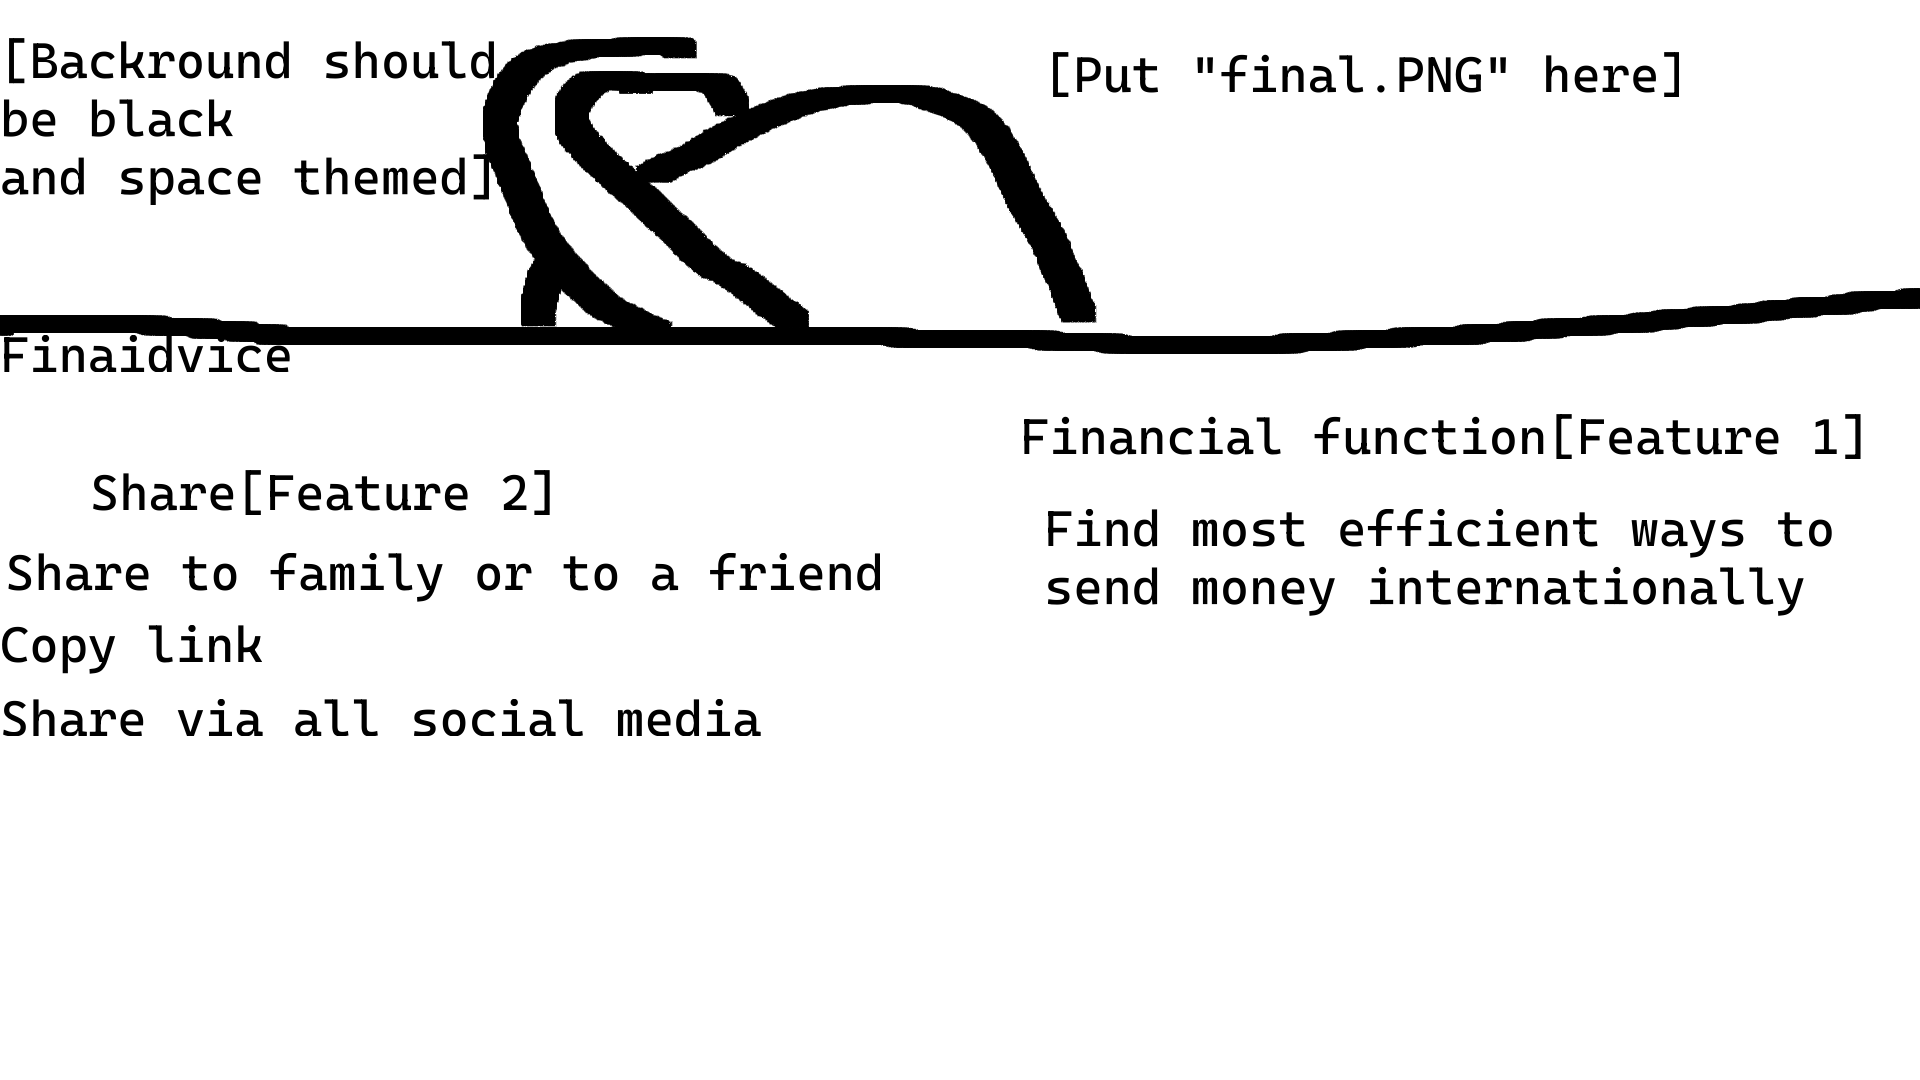 [Backround should
be black
and space themed]
[Put "final.PNG" here]
Finaidvice
Financial function[Feature 1]
Share[Feature 2]
Find most efficient ways to
send money internationally
Share to family or to a friend
Copy link
Share via all social media